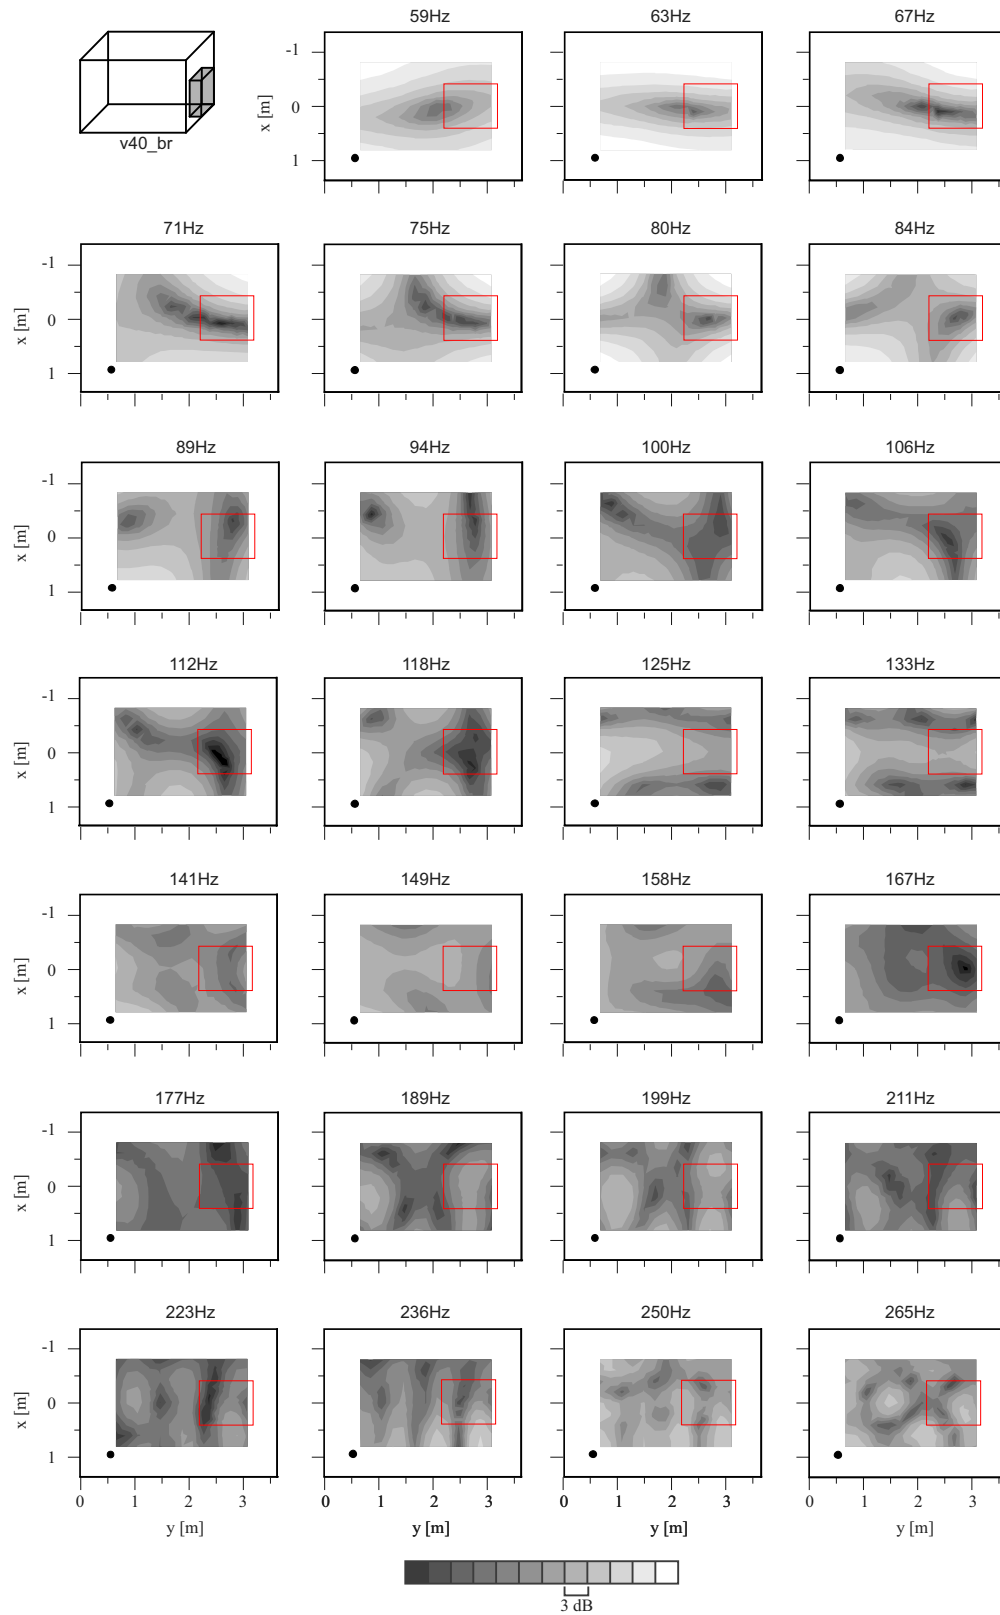 59Hz 63Hz 67Hz
-1
0
1
x [m]
v40_br
71Hz 75Hz 80Hz 84Hz
-1
0
1
x [m]
89Hz 94Hz 100Hz 106Hz
-1
0
1
x [m]
112Hz 118Hz 125Hz 133Hz
-1
0
1
x [m]
141Hz 149Hz 158Hz 167Hz
-1
0
1
x [m]
177Hz 189Hz 199Hz 211Hz
-1
0
1
x [m]
223Hz 236Hz 250Hz 265Hz
-1
0
1
x [m]
0 1 2 3 0 1 2 3 0 1 2 3 0 1 2 3
y [m] y [m] y [m] y [m]
3 dB